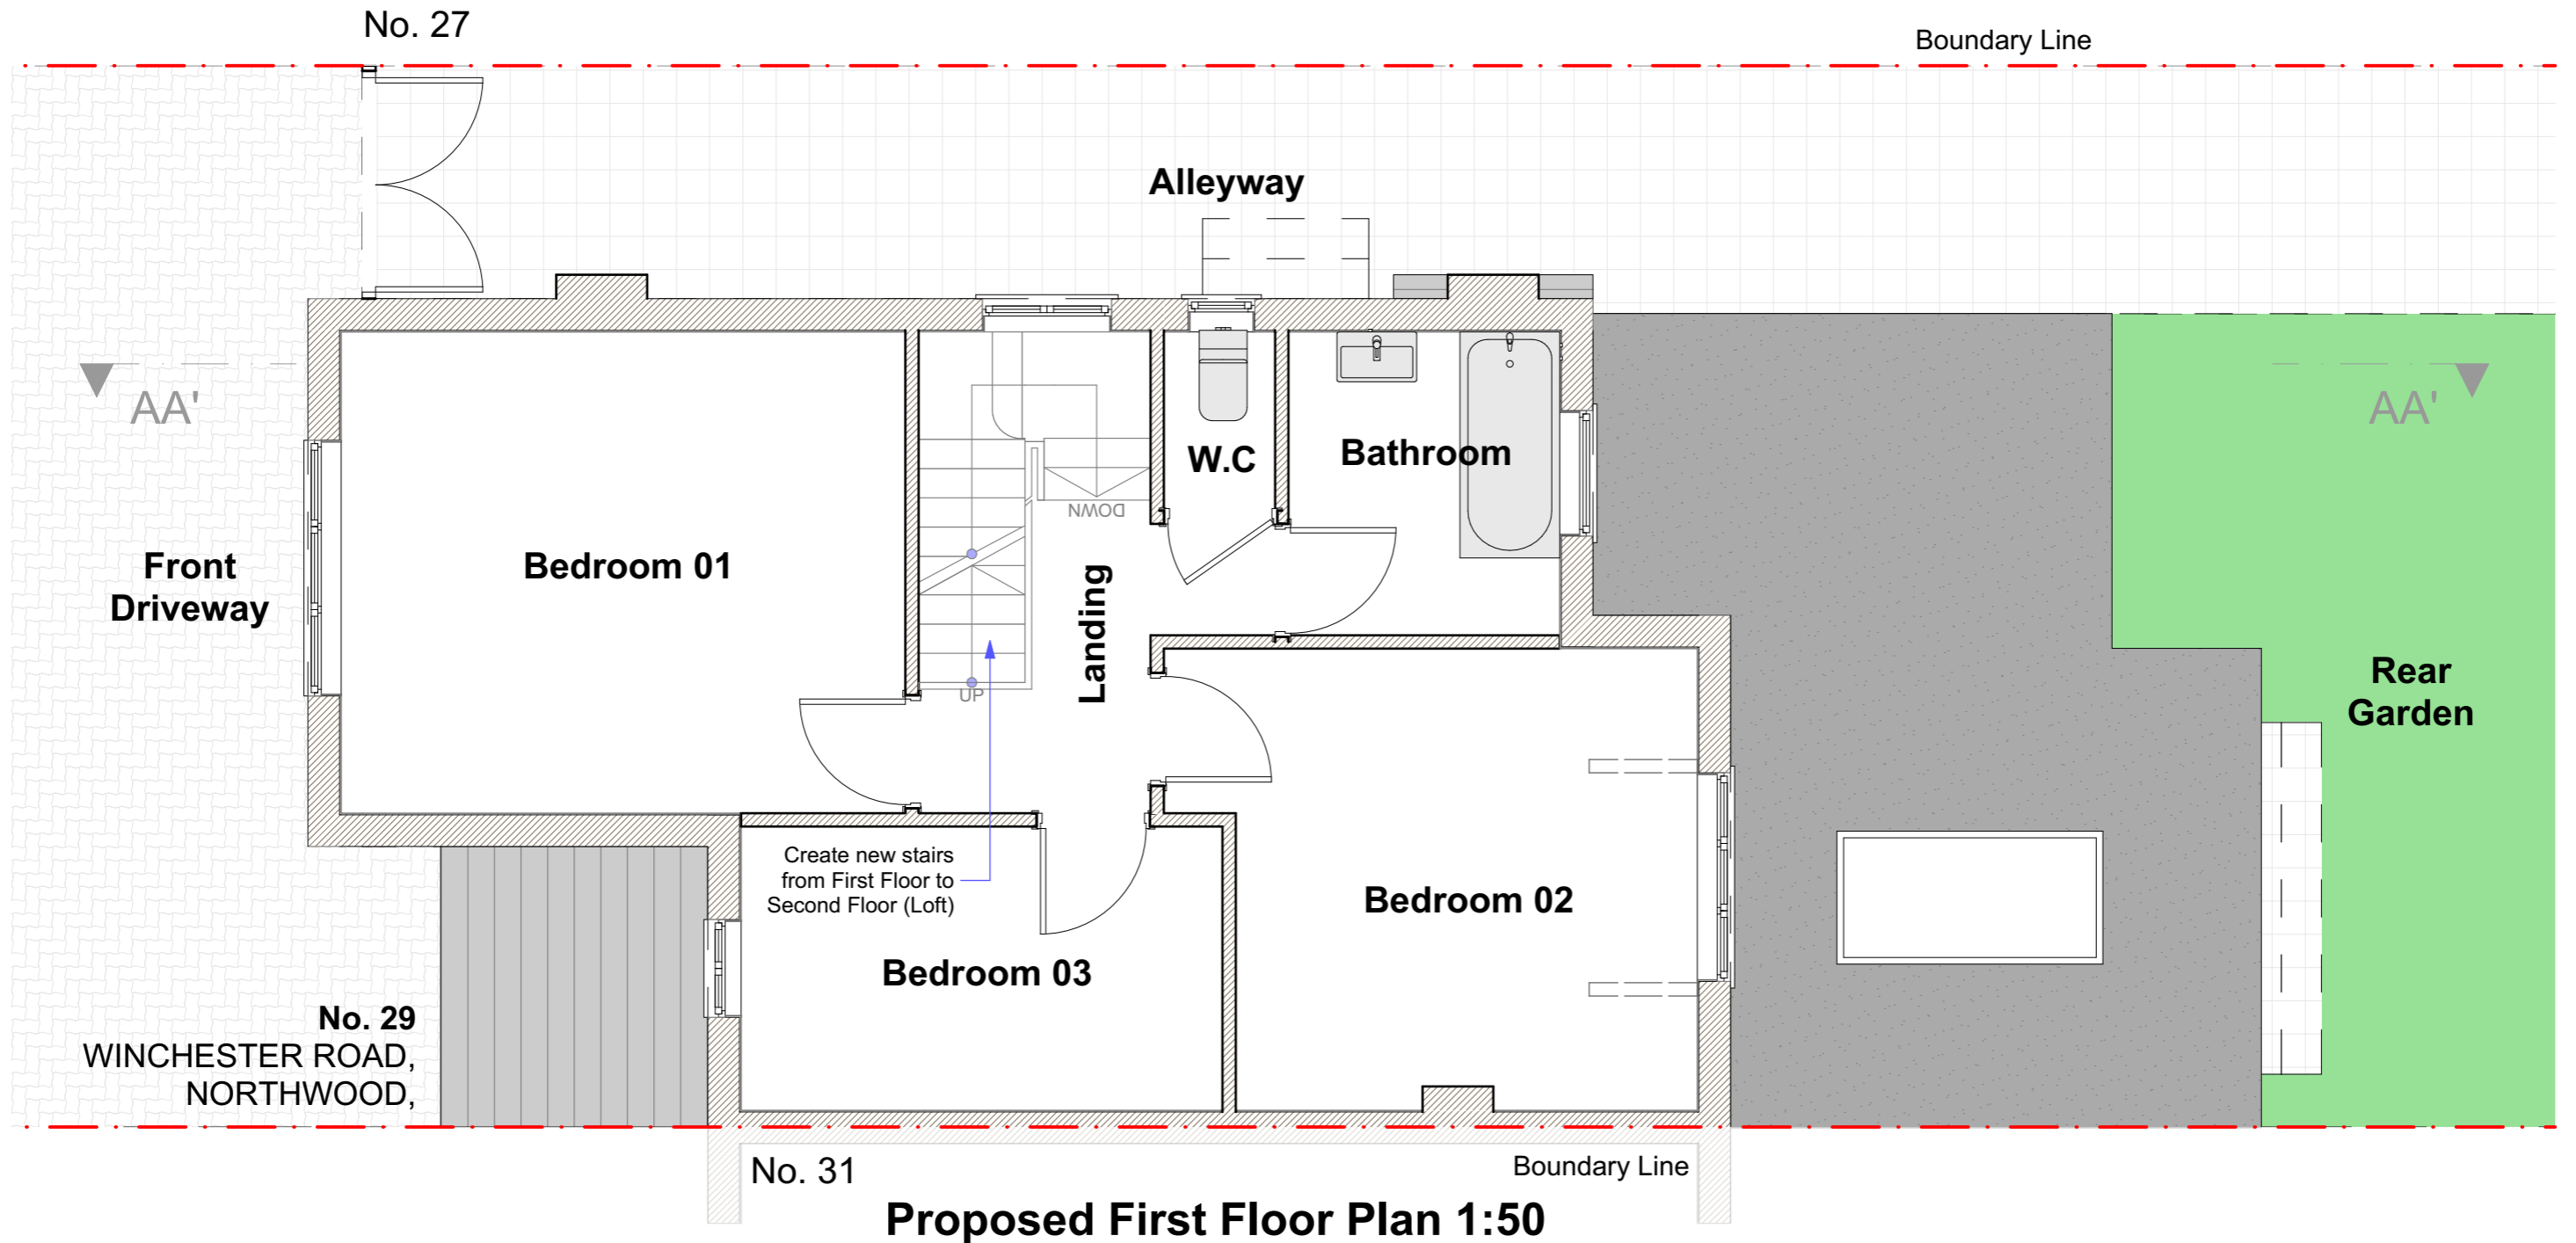 No. 27
Boundary Line
Alleyway
AA'
AA'
W.C
Bathroom
DOWN
Bedroom 01
Front
Driveway
Landing
UP
Rear
Garden
Create new stairs
from First Floor to
Second Floor (Loft)
Bedroom 02
Bedroom 03
No. 29
WINCHESTER ROAD,
NORTHWOOD,
No. 31
Boundary Line
Proposed First Floor Plan 1:50